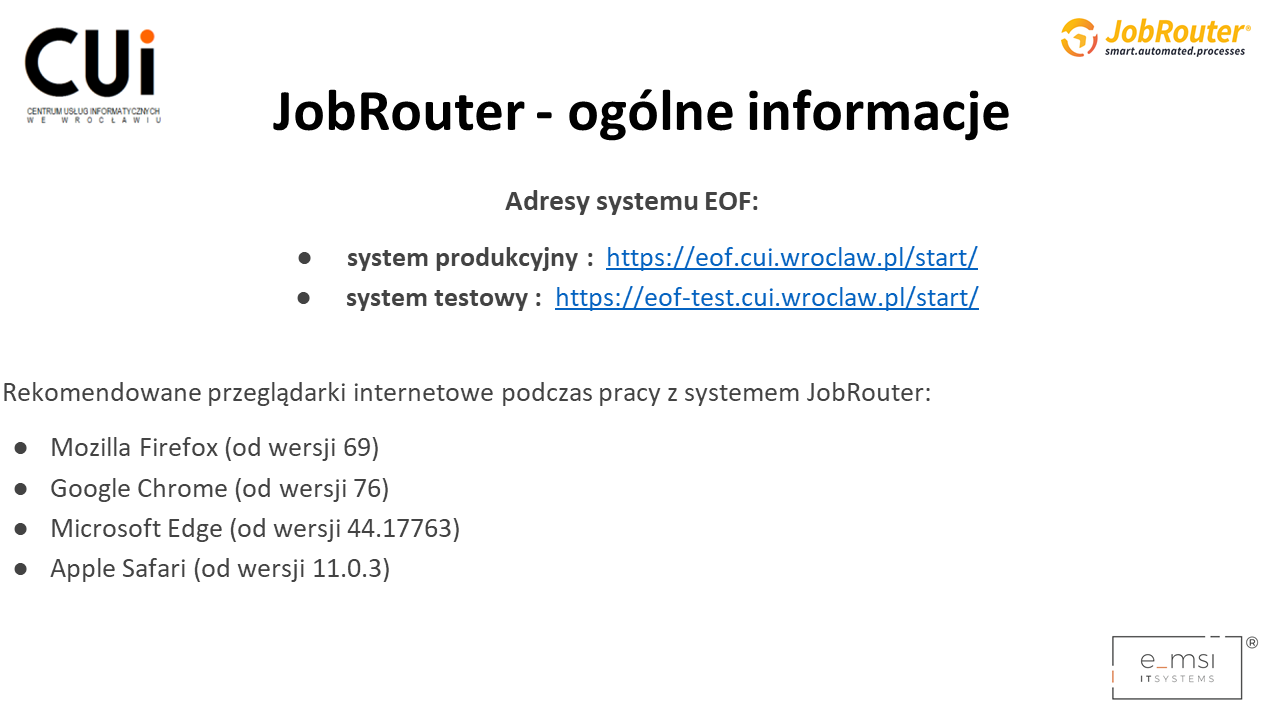 CUi
CENTRUM USŁUG INFORMATYCZNYCH
WE WROCŁAWIU
JobRouter®
smart.automated.processes
JobRouter - ogólne informacje
Adresy systemu EOF:
● system produkcyjny : https://eof.cui.wroclaw.pl/start/
● system testowy : https://eof-test.cui.wroclaw.pl/start/
Rekomendowane przeglądarki internetowe podczas pracy z systemem JobRouter:
● Mozilla Firefox (od wersji 69)
● Google Chrome (od wersji 76)
● Microsoft Edge (od wersji 44.17763)
● Apple Safari (od wersji 11.0.3)
e_msi ®
ITSYSTEMS